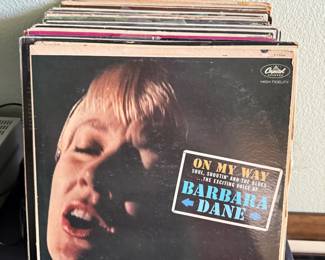 Capitol
HIGH FIDELITY
ON MY WAY
SOUL, SHOUTIN' AND THE BLUES
...THE EXCITING VOICE OF
BARBARA
DANE